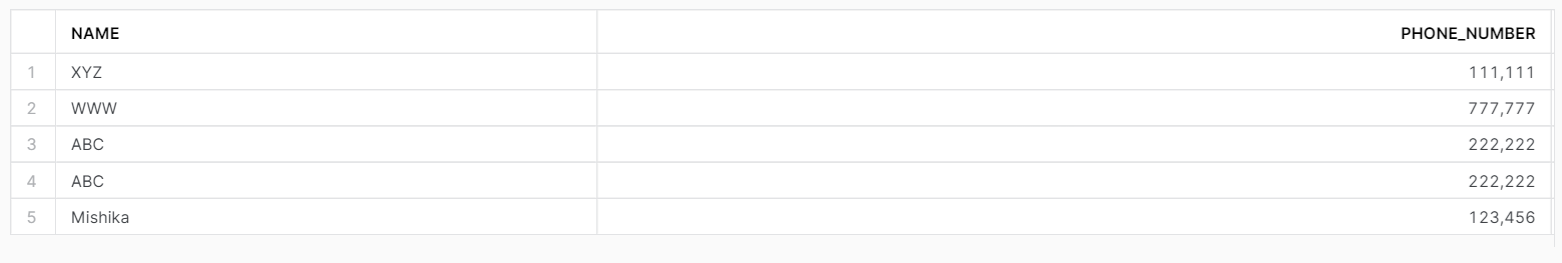 NAME PHONE_NUMBER
1 XYZ 111,111
2 WWW 777,777
3 ABC 222,222
4 ABC 222,222
5 Mishika 123,456